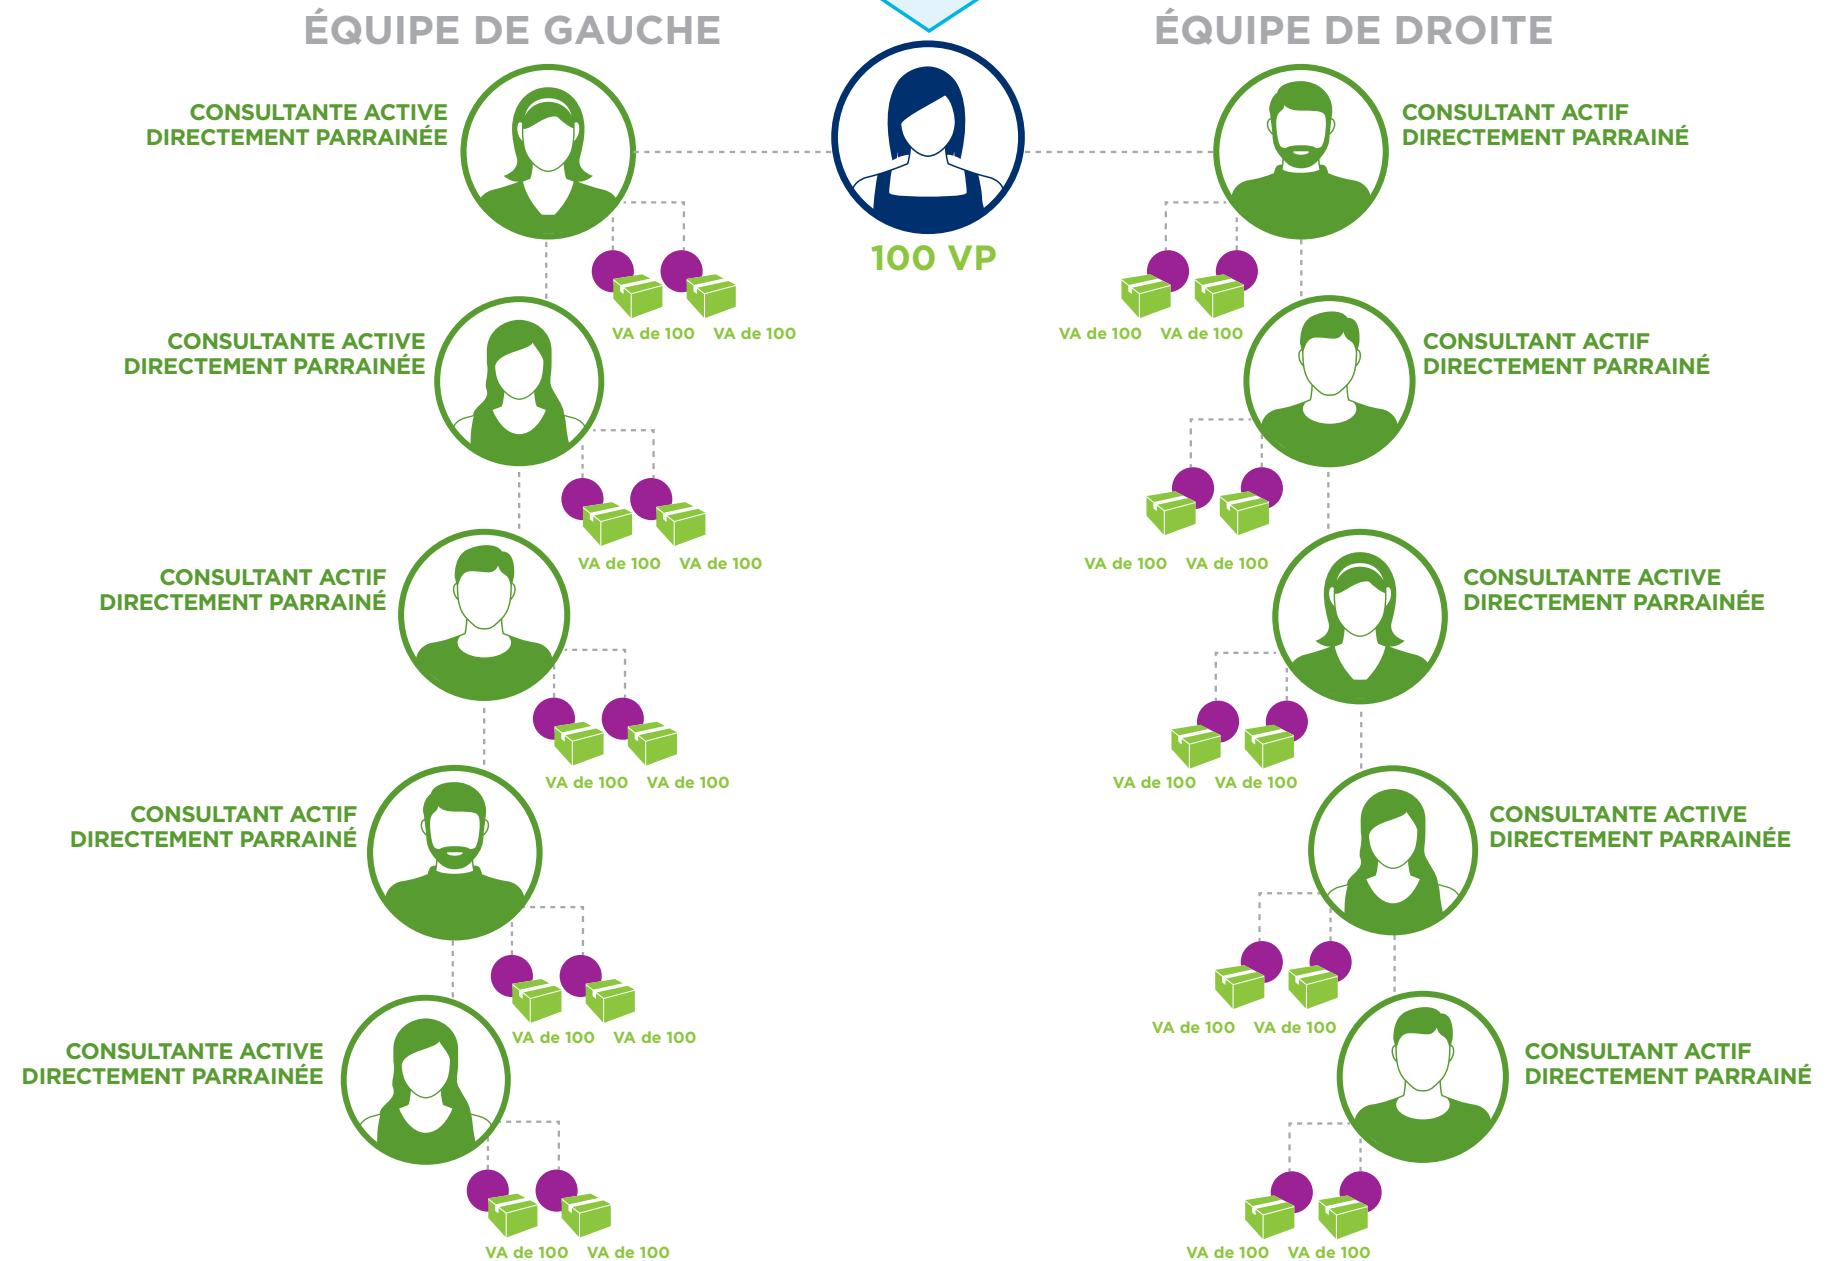 ÉQUIPE DE GAUCHE
ÉQUIPE DE DROITE
100 VP
CONSULTANTE ACTIVE
DIRECTEMENT PARRAINÉE
VA de 100 VA de 100
CONSULTANTE ACTIVE
DIRECTEMENT PARRAINÉE
VA de 100 VA de 100
CONSULTANT ACTIF
DIRECTEMENT PARRAINÉ
VA de 100 VA de 100
CONSULTANT ACTIF
DIRECTEMENT PARRAINÉ
VA de 100 VA de 100
CONSULTANTE ACTIVE
DIRECTEMENT PARRAINÉE
VA de 100 VA de 100
CONSULTANT ACTIF
DIRECTEMENT PARRAINÉ
VA de 100 VA de 100
CONSULTANT ACTIF
DIRECTEMENT PARRAINÉ
VA de 100 VA de 100
CONSULTANTE ACTIVE
DIRECTEMENT PARRAINÉE
VA de 100 VA de 100
CONSULTANTE ACTIVE
DIRECTEMENT PARRAINÉE
VA de 100 VA de 100
CONSULTANT ACTIF
DIRECTEMENT PARRAINÉ
VA de 100 VA de 100